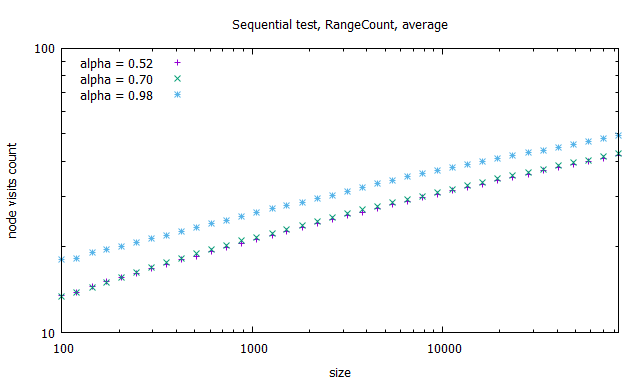 Sequential test, RangeCount, average
100
alpha = 0.52
alpha = 0.70
alpha = 0.98
node visits count
10
100
1000
10000
size